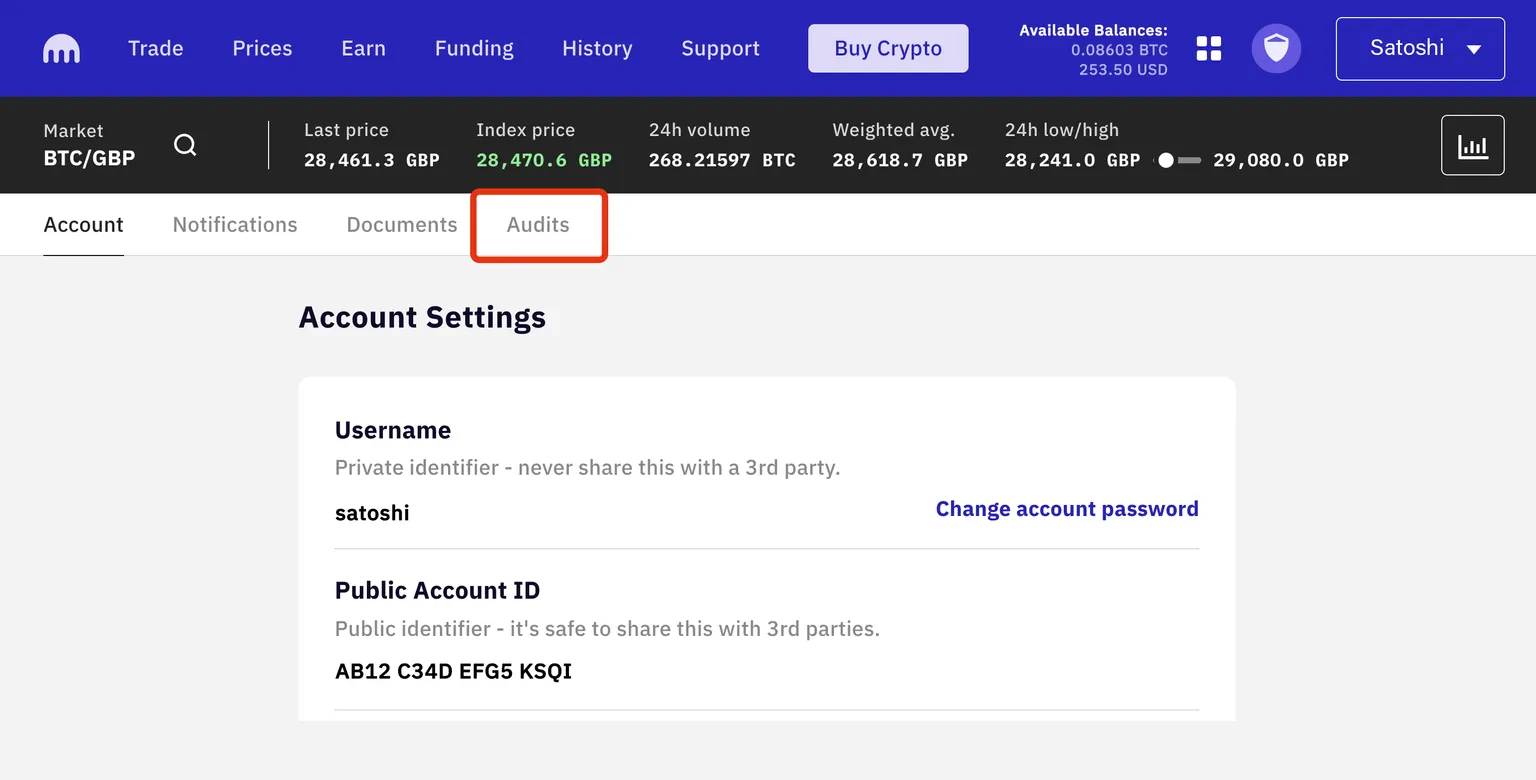 Trade Prices Earn Funding History Support Buy Crypto
Available Balances:
0.08603 BTC
253.50 USD
Satoshi
Market
BTC/GBP
Last price
28,461.3 GBP
Index price
28,470.6 GBP
24h volume
268.21597 BTC
Weighted avg.
28,618.7 GBP
24h low/high
28,241.0 GBP 29,080.0 GBP
Account Notifications Documents Audits
Account Settings
Username
Private identifier - never share this with a 3rd party.
satoshi
Change account password
Public Account ID
Public identifier - it's safe to share this with 3rd parties.
AB12 C34D EFG5 KSQI